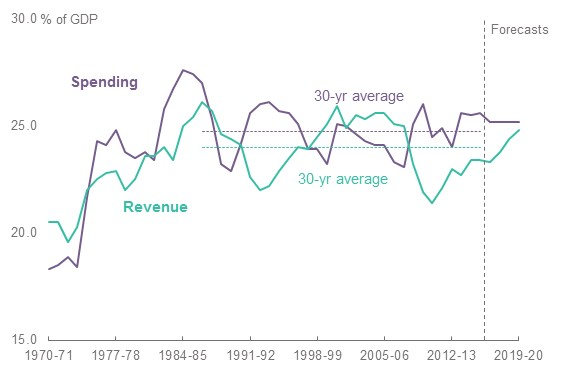 30.0 % of GDP
Forecasts
Spending
30-yr average
25.0
30-yr average
Revenue
20.0
15.0
1970-71 1977-78 1984-85 1991-92 1998-99 2005-06 2012-13 2019-20